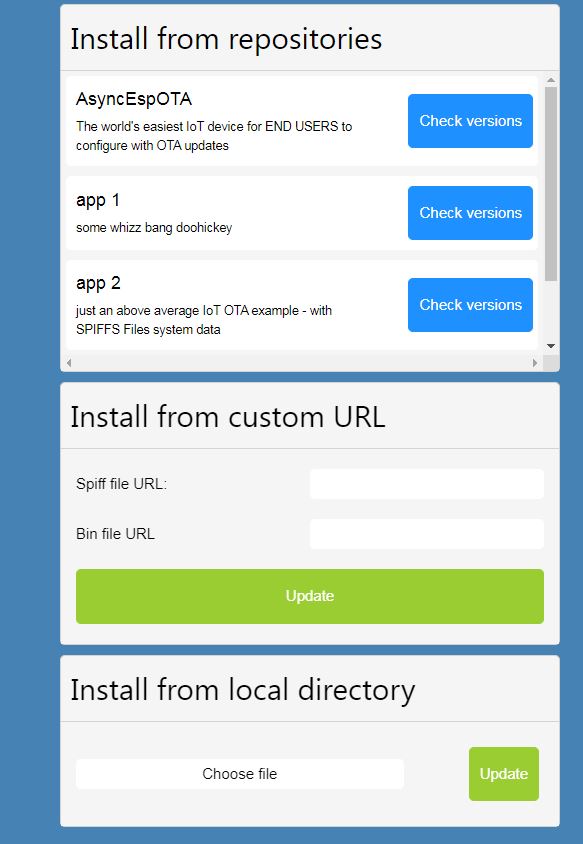 Install from repositories
AsyncEspOTA
The world's easiest IoT device for END USERS to
configure with OTA updates
Check versions
app 1
some whizz bang doohickey
Check versions
app 2
just an above average IoT OTA example - with
SPIFFS Files system data
Check versions
Install from custom URL
Spiff file URL:
Bin file URL
Update
Install from local directory
Choose file
Update